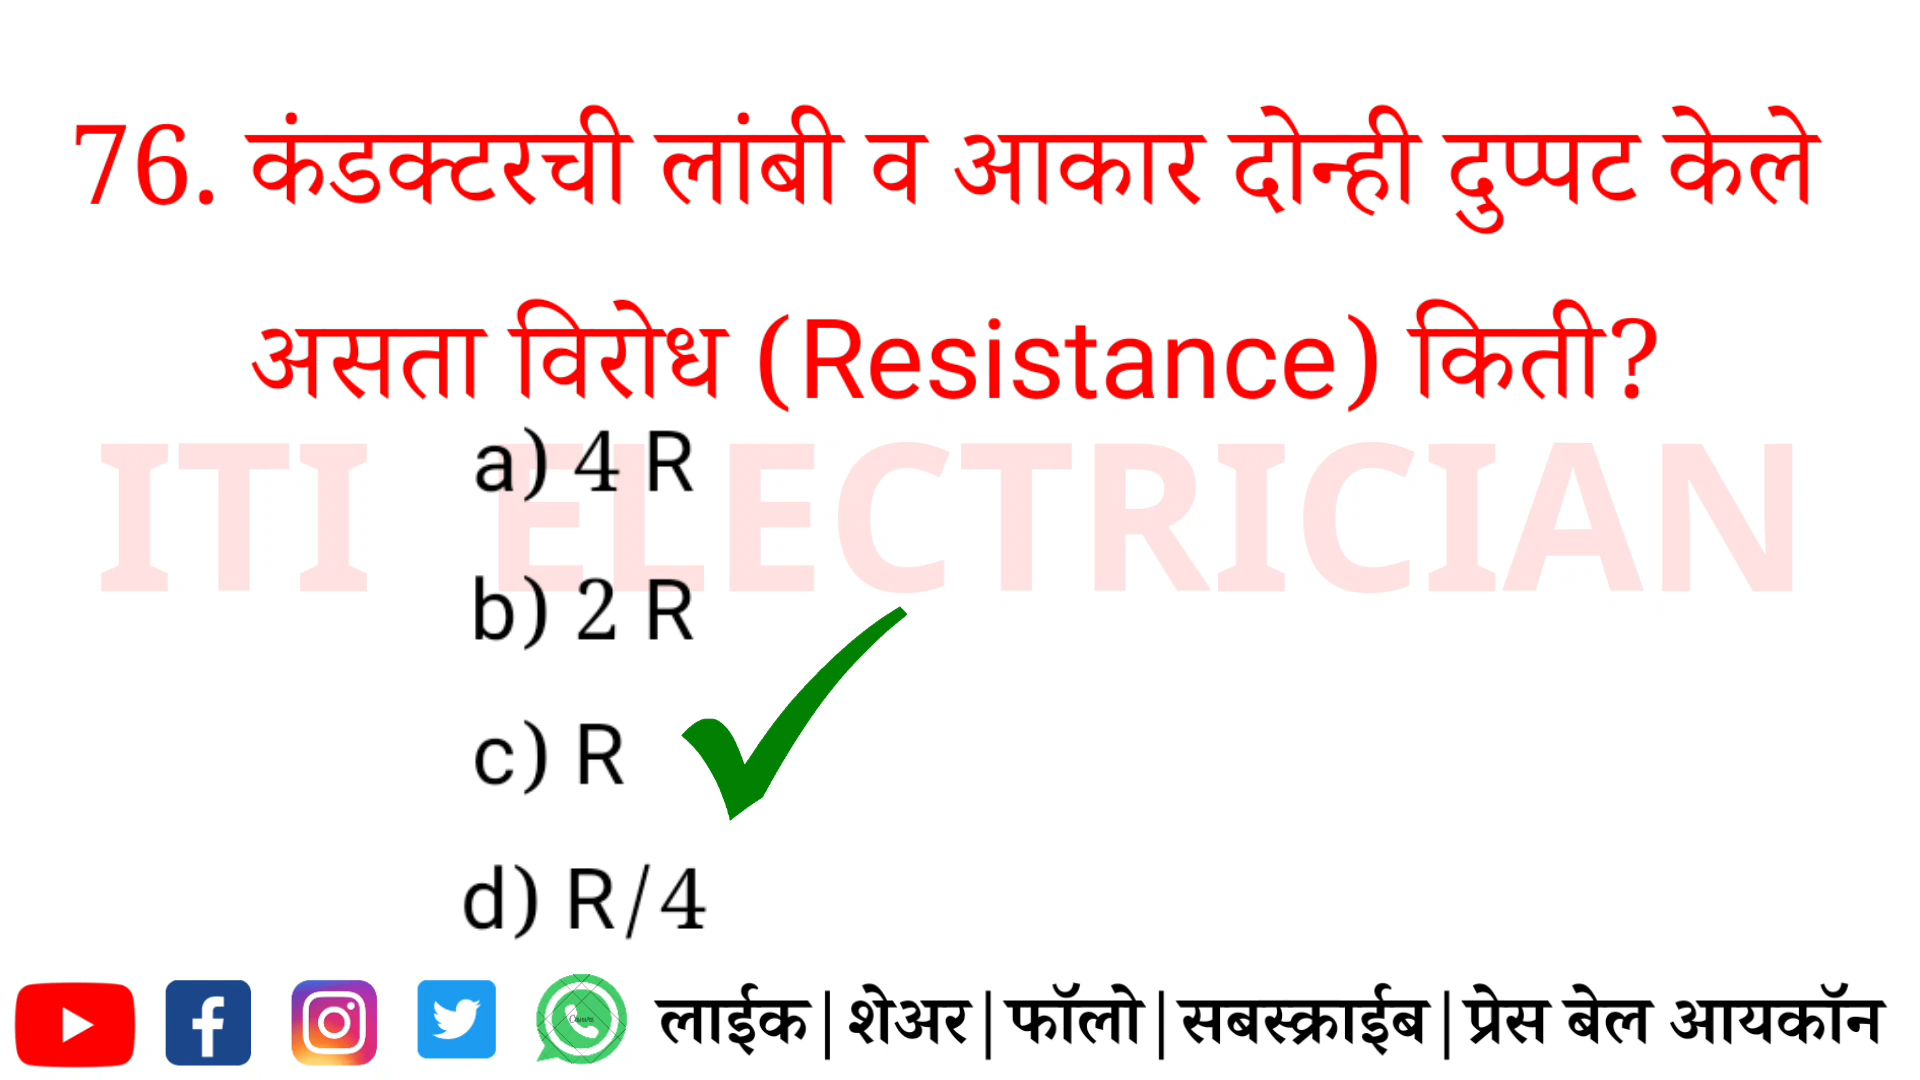 76. कंडक्टरची लांबी व आकार दोन्ही दुप्पट केले
असता विरोध (Resistance) किती?
ITI ELECTRICIAN
a) 4 R
b) 2 R
c) R
d) R/4
लाईक|शेअर|फॉलो|सबस्क्राईब|प्रेस बेल आयकॉन